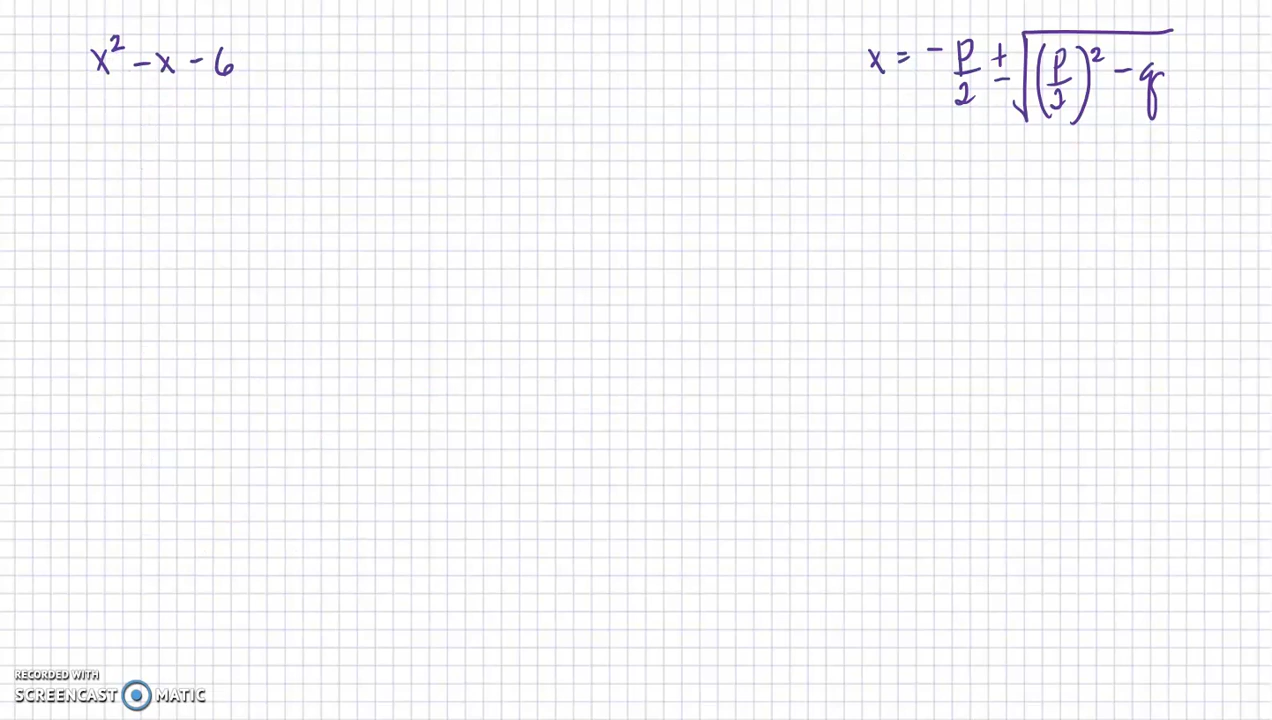 x² - x - 6
x = - p/2 ± √((p/2)² - q)
RECORDED WITH
SCREENCAST MATIC